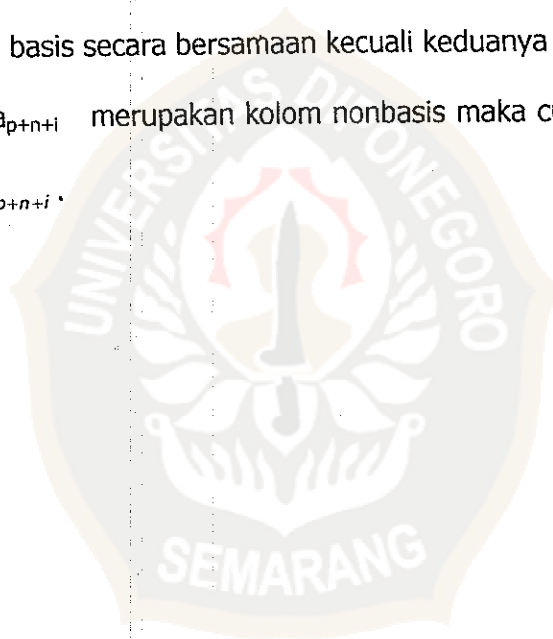 basis secara bersamaan kecuali keduanya
p+n+i merupakan kolom nonbasis maka
p+n+i .
UNIVERSITAS DIPONEGORO
SEMARANG